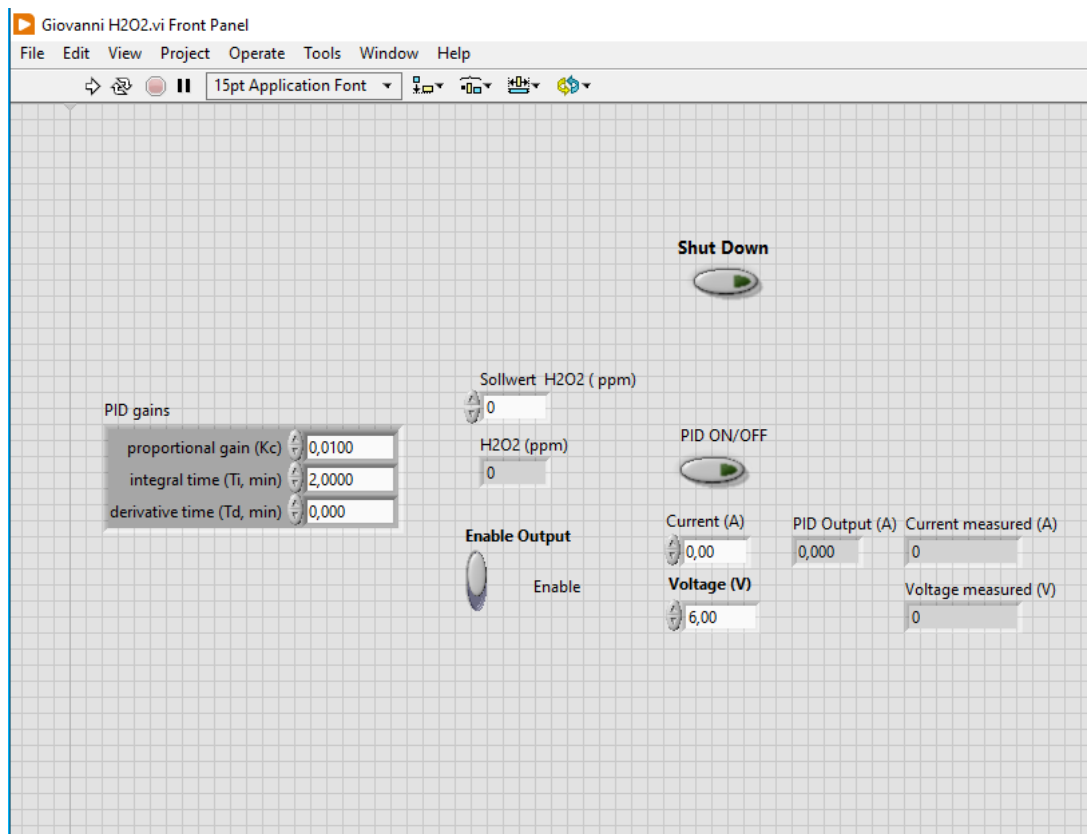 Giovanni H2O2.vi Front Panel
File Edit View Project Operate Tools Window Help
15pt Application Font
Shut Down
Sollwert H2O2 ( ppm)
0
PID gains
proportional gain (Kc) 0,0100
integral time (Ti, min) 2,0000
derivative time (Td, min) 0,000
H2O2 (ppm)
0
PID ON/OFF
Enable Output
Enable
Current (A) PID Output (A) Current measured (A)
0,00 0,000 0
Voltage (V) Voltage measured (V)
6,00 0